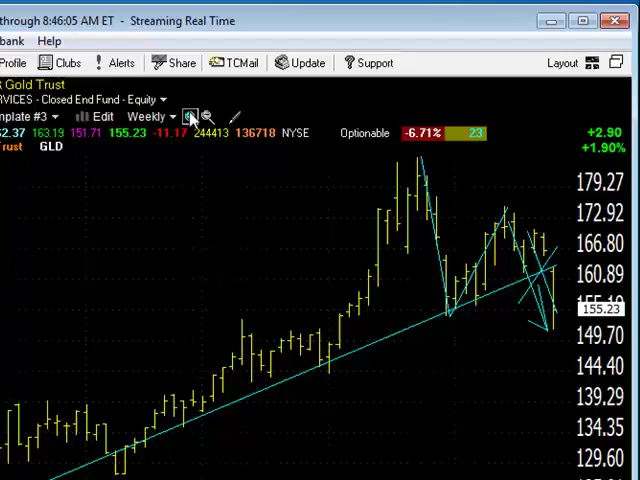 through 8:46:05 AM ET - Streaming Real Time
bank Help
Profile Clubs Alerts Share TCMail Update Support Layout
Gold Trust
RVICES - Closed End Fund - Equity
mplate #3 Edit Weekly
2.37 163.19 151.71 155.23 -11.17 244413 136718 NYSE Optionable -6.71% 23 +2.90
rust GLD +1.90%
179.27
172.92
166.80
160.89
155.23
149.70
144.40
139.29
134.35
129.60